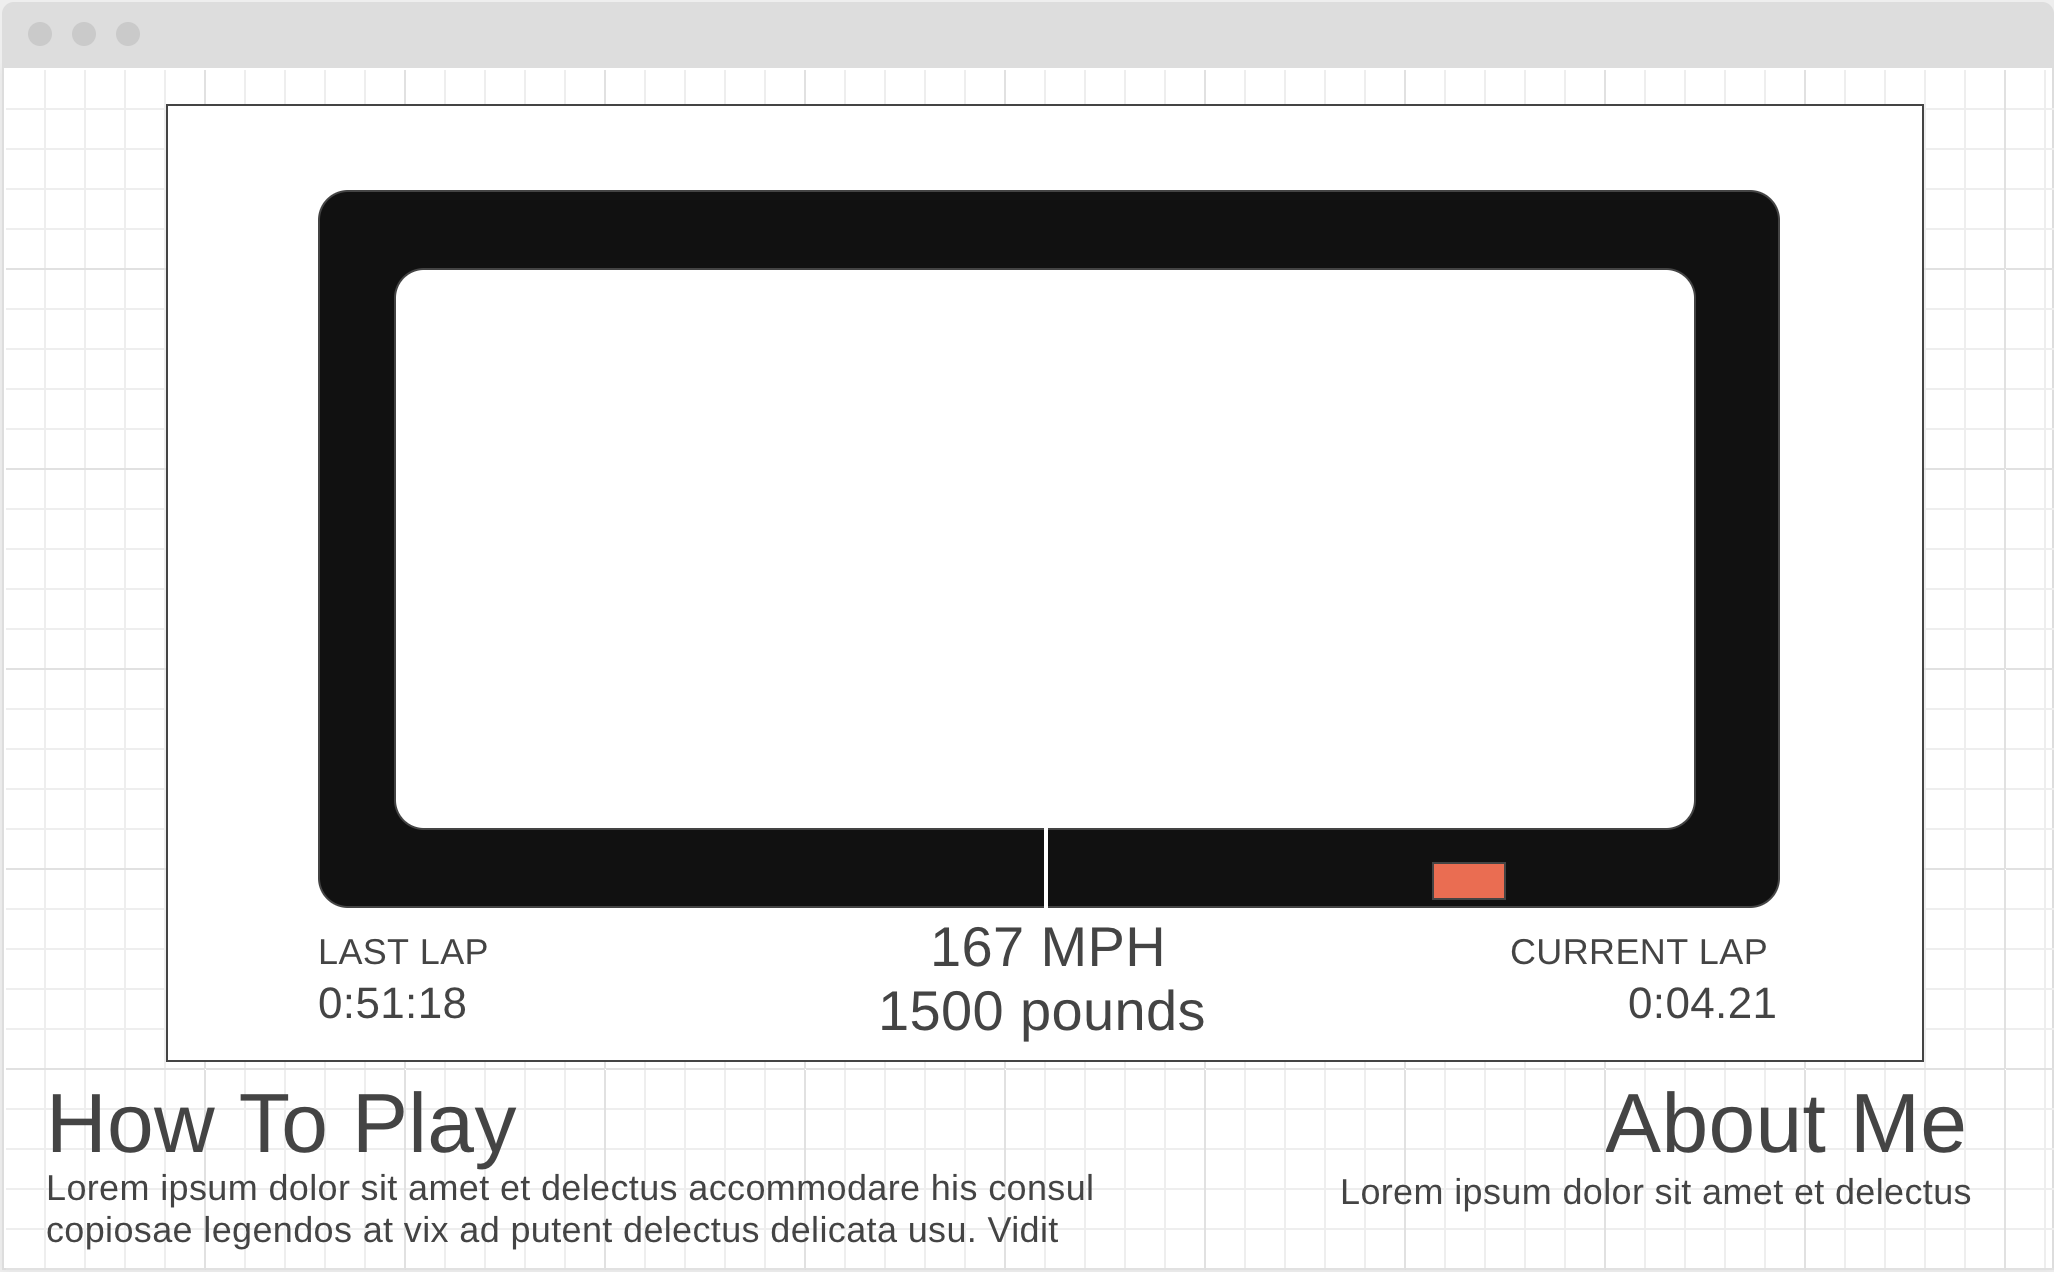 LAST LAP
0:51:18
167 MPH
1500 pounds
CURRENT LAP
0:04.21
How To Play
Lorem ipsum dolor sit amet et delectus accommodare his consul
copiosae legendos at vix ad putent delectus delicata usu. Vidit
About Me
Lorem ipsum dolor sit amet et delectus